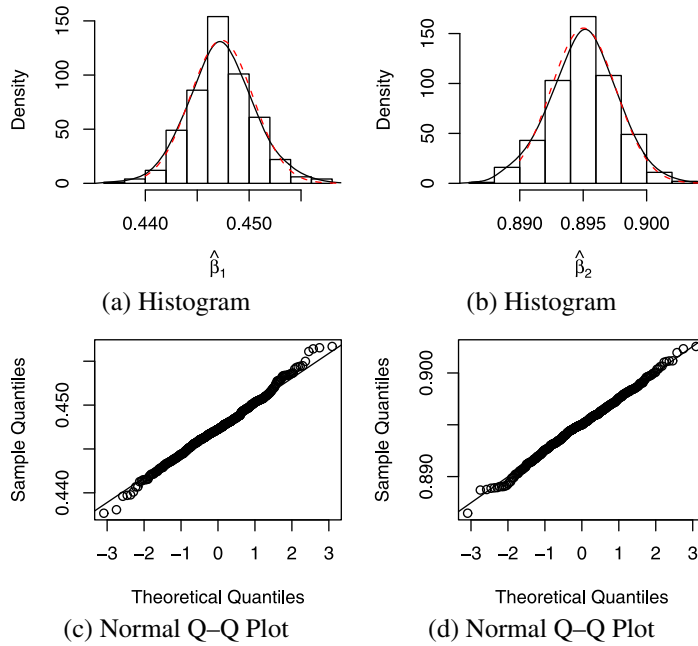 150
100
50
0
Density
0.440
0.450
β̂1
(a) Histogram
150
100
50
0
Density
0.890
0.895
0.900
β̂2
(b) Histogram
0.450
0.440
Sample Quantiles
−3 −2 −1 0 1 2 3
Theoretical Quantiles
(c) Normal Q–Q Plot
0.900
0.890
Sample Quantiles
−3 −2 −1 0 1 2 3
Theoretical Quantiles
(d) Normal Q–Q Plot